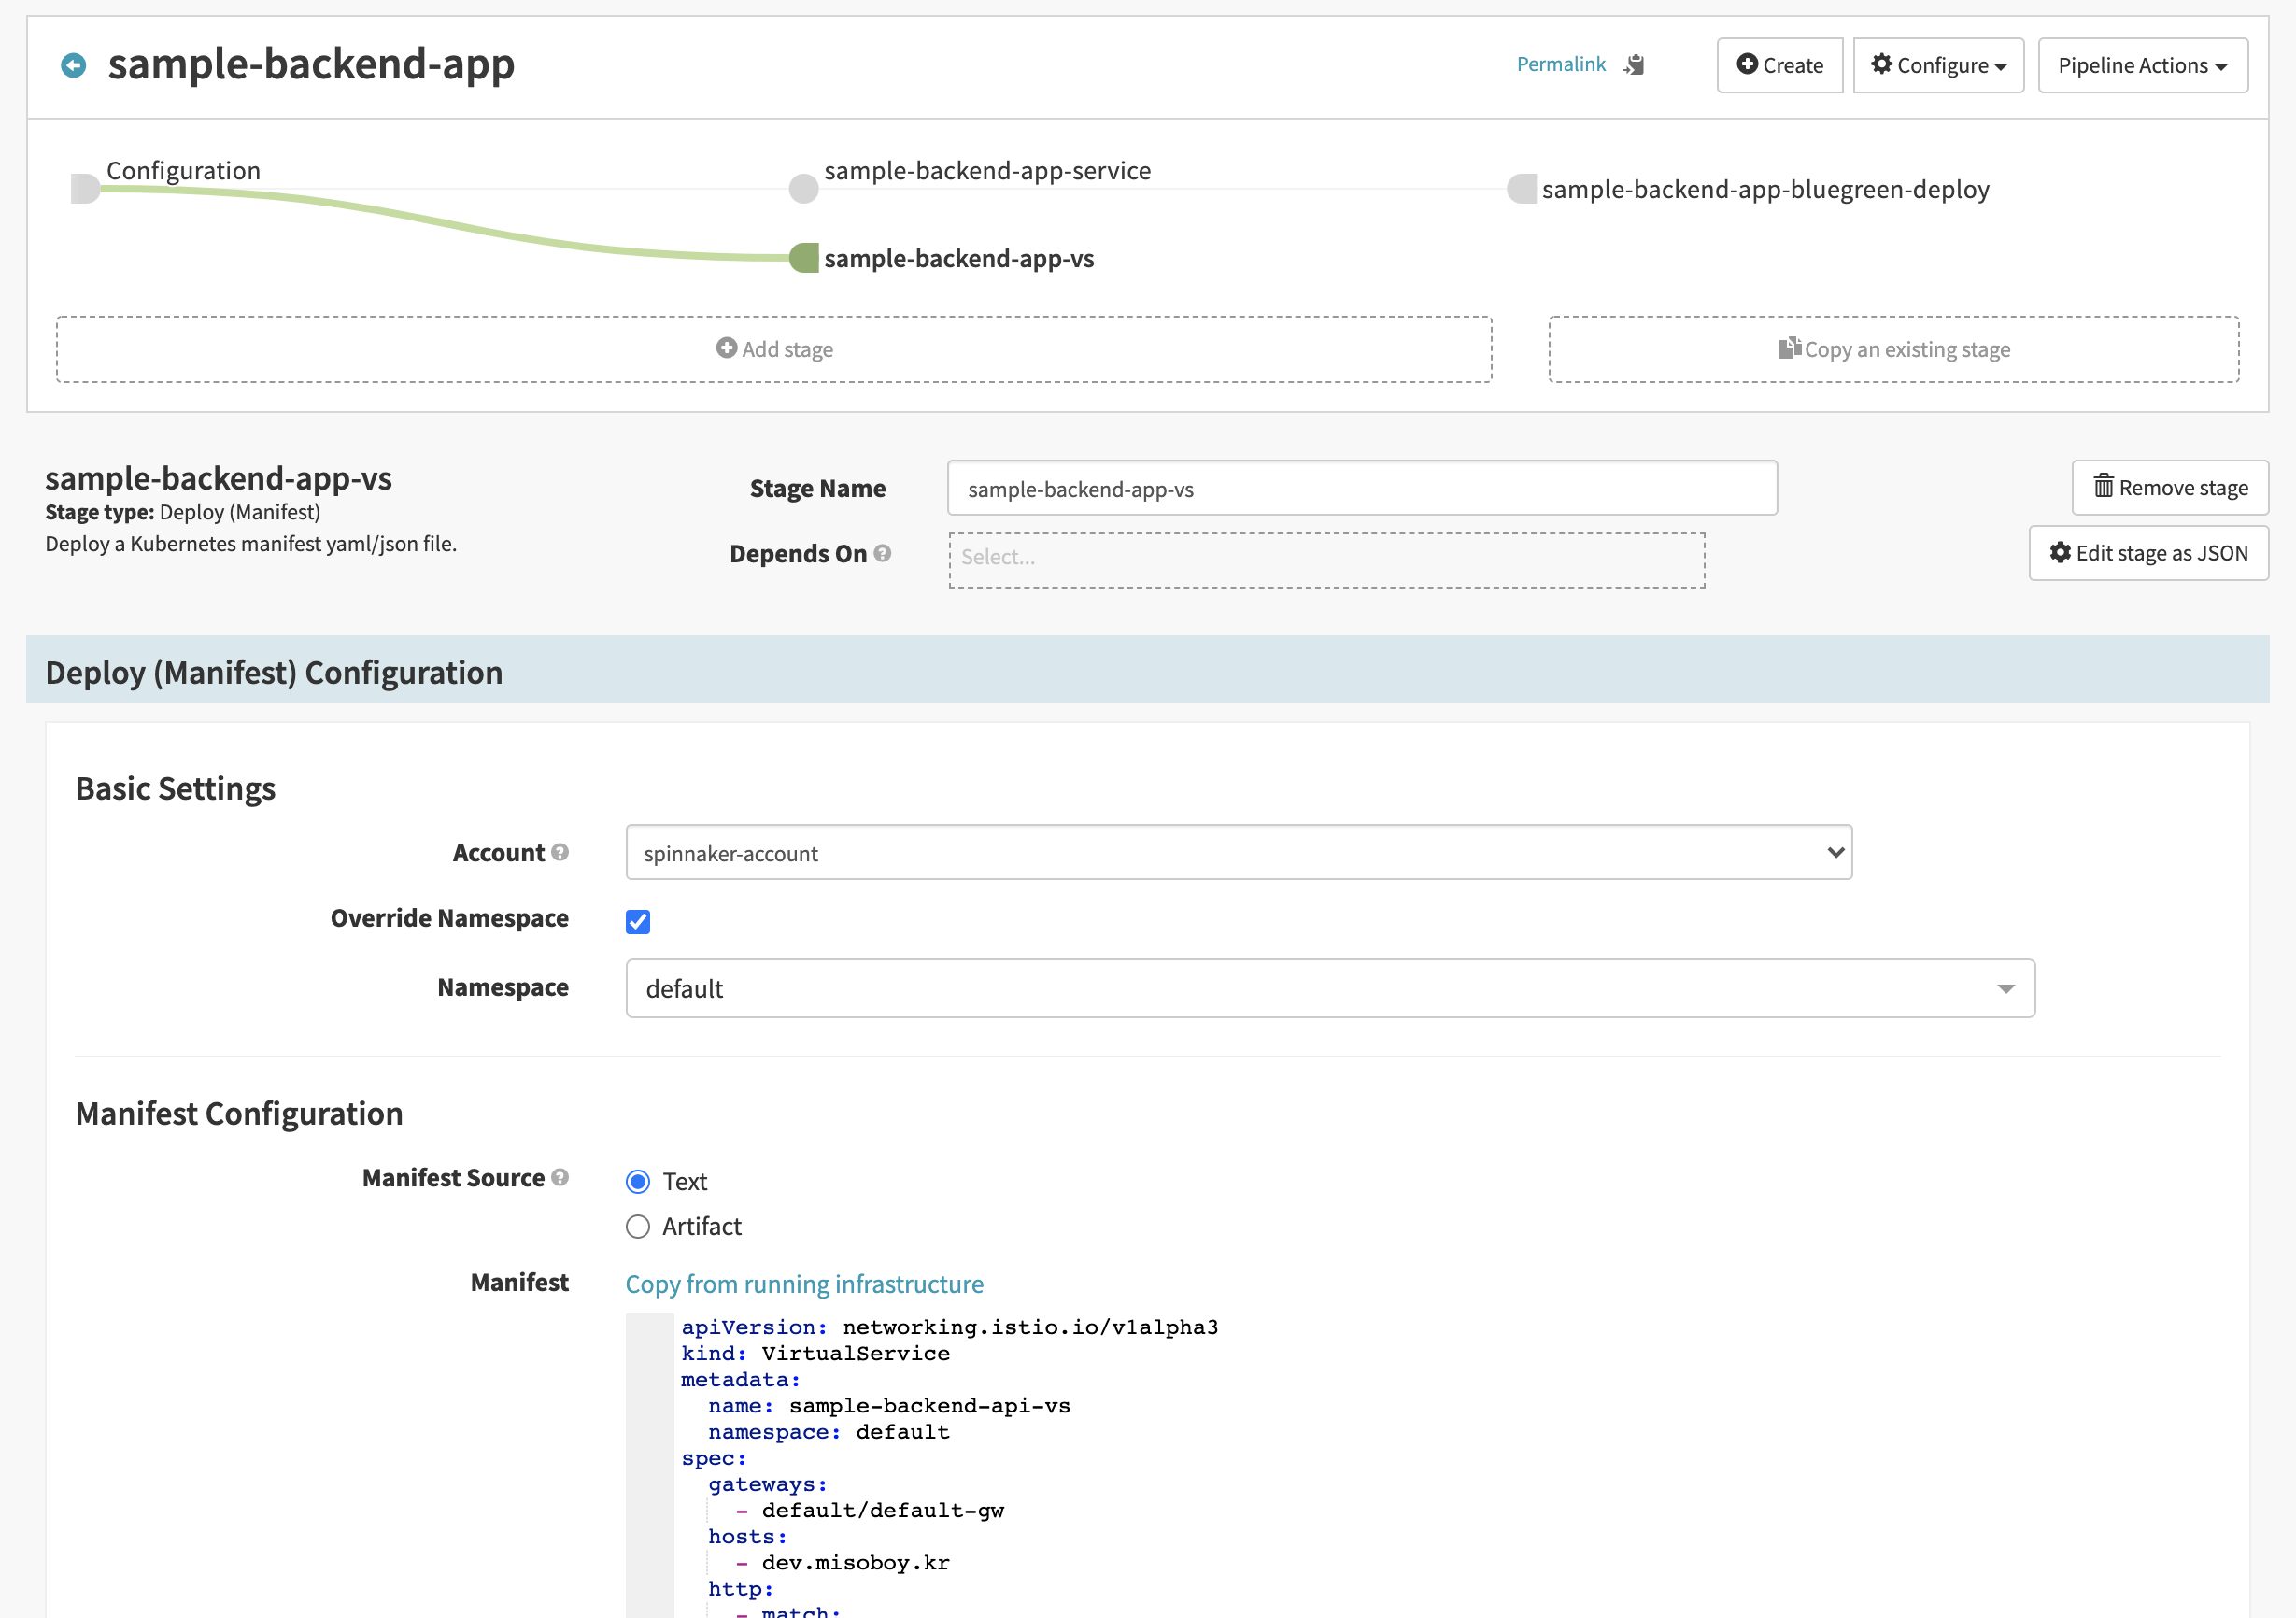 sample-backend-app
Permalink
Create
Configure
Pipeline Actions
Configuration
sample-backend-app-service
sample-backend-app-bluegreen-deploy
sample-backend-app-vs
Add stage
Copy an existing stage
sample-backend-app-vs
Stage type: Deploy (Manifest)
Deploy a Kubernetes manifest yaml/json file.
Stage Name
sample-backend-app-vs
Remove stage
Depends On
Select...
Edit stage as JSON
Deploy (Manifest) Configuration
Basic Settings
Account
spinnaker-account
Override Namespace
Namespace
default
Manifest Configuration
Manifest Source
Text
Artifact
Manifest
Copy from running infrastructure
apiVersion: networking.istio.io/v1alpha3
kind: VirtualService
metadata:
  name: sample-backend-api-vs
  namespace: default
spec:
  gateways:
    - default/default-gw
  hosts:
    - dev.misoboy.kr
  http:
    - match: